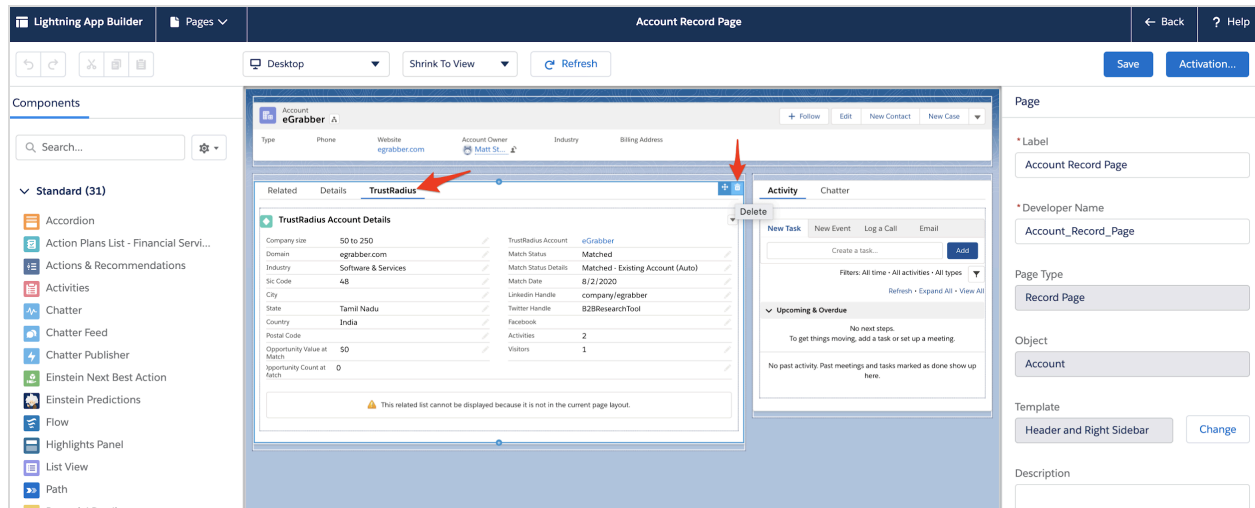 Lightning App Builder
Pages
Account Record Page
Back
? Help
Desktop
Shrink To View
Refresh
Save
Activation...
Components
Search...
Standard (31)
Accordion
Action Plans List - Financial Servi...
Actions & Recommendations
Activities
Chatter
Chatter Feed
Chatter Publisher
Einstein Next Best Action
Einstein Predictions
Flow
Highlights Panel
List View
Path
Account
eGrabber
+ Follow
Edit
New Contact
New Case
Type
Phone
Website
egrabber.com
Account Owner
Matt St...
Industry
Billing Address
Related
Details
TrustRadius
Delete
TrustRadius Account Details
Company size 50 to 250
Domain egrabber.com
Industry Software & Services
Sic Code 48
City
State Tamil Nadu
Country India
Postal Code
Opportunity Value at Match $0
Opportunity Count at Match 0
TrustRadius Account eGrabber
Match Status Matched
Match Status Details Matched - Existing Account (Auto)
Match Date 8/2/2020
Linkedin Handle company/egrabber
Twitter Handle B2BResearchTool
Facebook
Activities 2
Visitors 1
This related list cannot be displayed because it is not in the current page layout.
Activity
Chatter
New Task
New Event
Log a Call
Email
Create a task...
Add
Filters: All time • All activities • All types
Refresh • Expand All • View All
Upcoming & Overdue
No next steps.
To get things moving, add a task or set up a meeting.
No past activity. Past meetings and tasks marked as done show up
here.
Page
*Label
Account Record Page
*Developer Name
Account_Record_Page
Page Type
Record Page
Object
Account
Template
Header and Right Sidebar
Change
Description